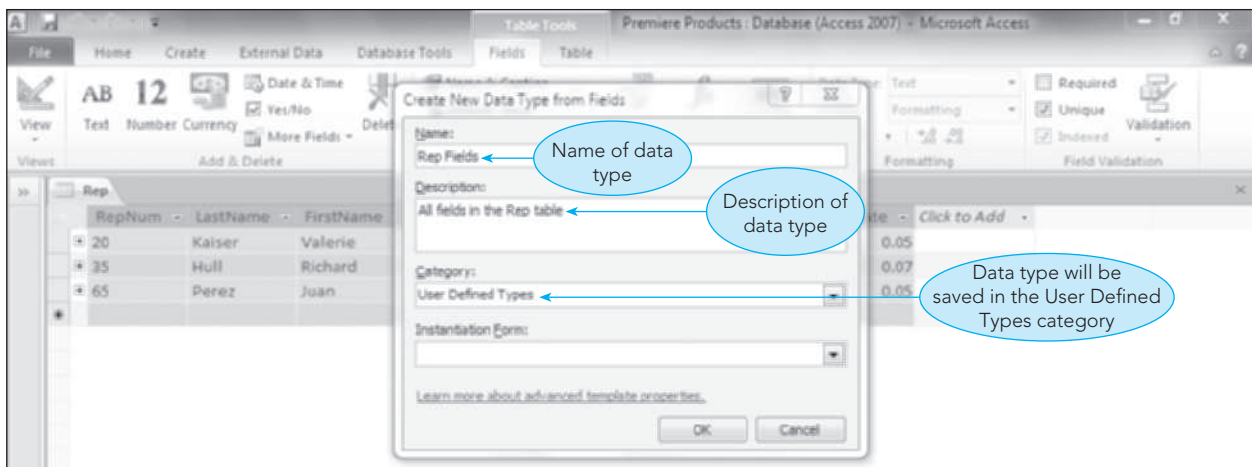 A
Table Tools
Premiere Products : Database (Access 2007) - Microsoft Access
File Home Create External Data Database Tools Fields Table
View
Views
AB
Text
12
Number
Currency
Date & Time
Yes/No
More Fields
Delet
Add & Delete
Name & Caption
Text
Formatting
Formatting
Required
Unique
Indexed
Validation
Field Validation
Create New Data Type from Fields
Name:
Rep Fields
Name of data
type
Description:
All fields in the Rep table
Description of
data type
Category:
User Defined Types
Data type will be
saved in the User Defined
Types category
Instantiation Form:
Learn more about advanced template properties.
OK Cancel
Rep
RepNum LastName FirstName Click to Add
20 Kaiser Valerie 0.05
35 Hull Richard 0.07
65 Perez Juan 0.05